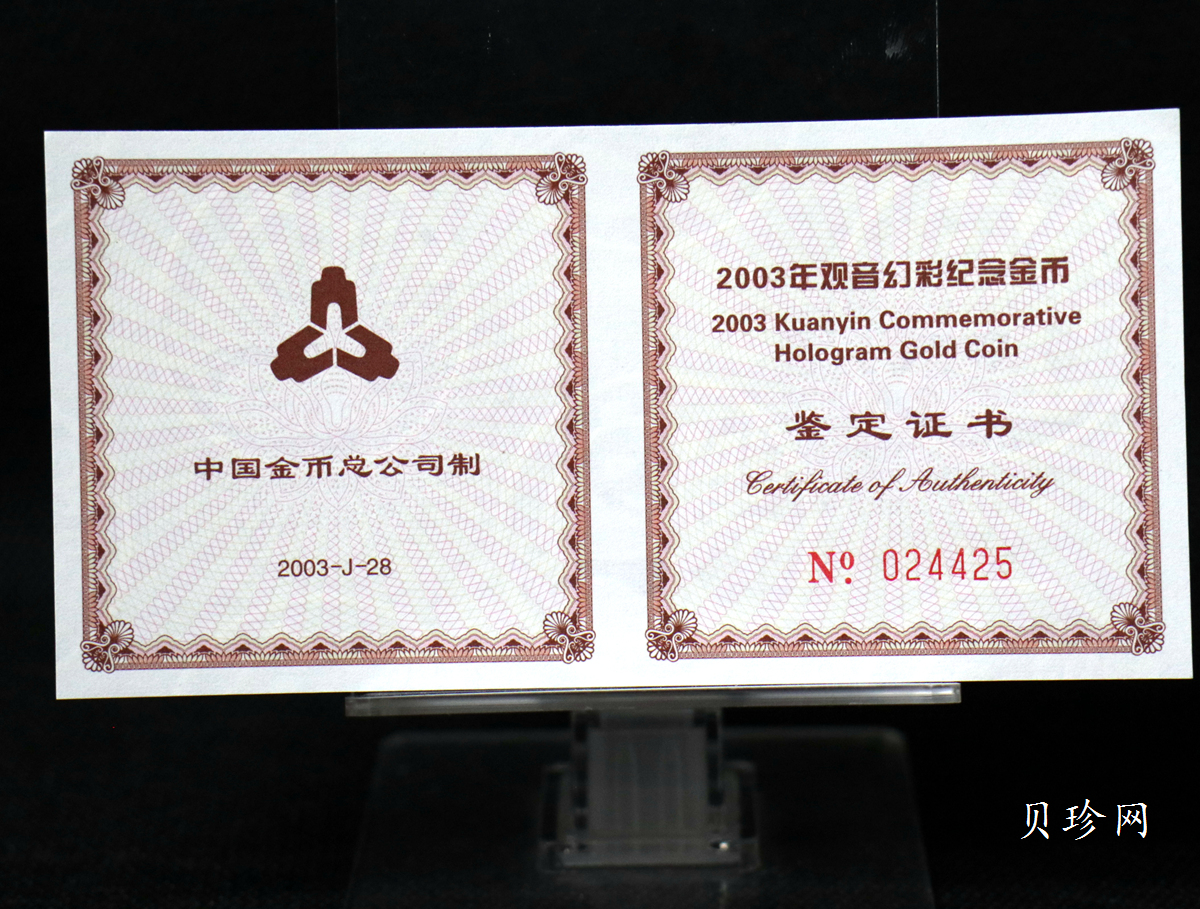 中国金币总公司制
2003-J-28
2003年观音幻彩纪念金币
2003 Kuanyin Commemorative
Hologram Gold Coin
鉴定证书
Certificate of Authenticity
Nº. 024425
贝珍网